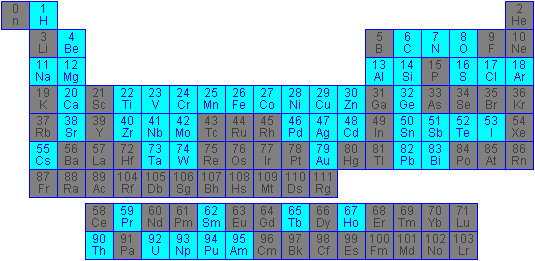 0 1 2
n H He
3 4 5 6 7 8 9 10
Li Be B C N O F Ne
11 12 13 14 15 16 17 18
Na Mg Al Si P S Cl Ar
19 20 21 22 23 24 25 26 27 28 29 30 31 32 33 34 35 36
K Ca Sc Ti V Cr Mn Fe Co Ni Cu Zn Ga Ge As Se Br Kr
37 38 39 40 41 42 43 44 45 46 47 48 49 50 51 52 53 54
Rb Sr Y Zr Nb Mo Tc Ru Rh Pd Ag Cd In Sn Sb Te I Xe
55 56 57 72 73 74 75 76 77 78 79 80 81 82 83 84 85 86
Cs Ba La Hf Ta W Re Os Ir Pt Au Hg Tl Pb Bi Po At Rn
87 88 89 104 105 106 107 108 109 110 111
Fr Ra Ac Rf Db Sg Bh Hs Mt Ds Rg
58 59 60 61 62 63 64 65 66 67 68 69 70 71
Ce Pr Nd Pm Sm Eu Gd Tb Dy Ho Er Tm Yb Lu
90 91 92 93 94 95 96 97 98 99 100 101 102 103
Th Pa U Np Pu Am Cm Bk Cf Es Fm Md No Lr